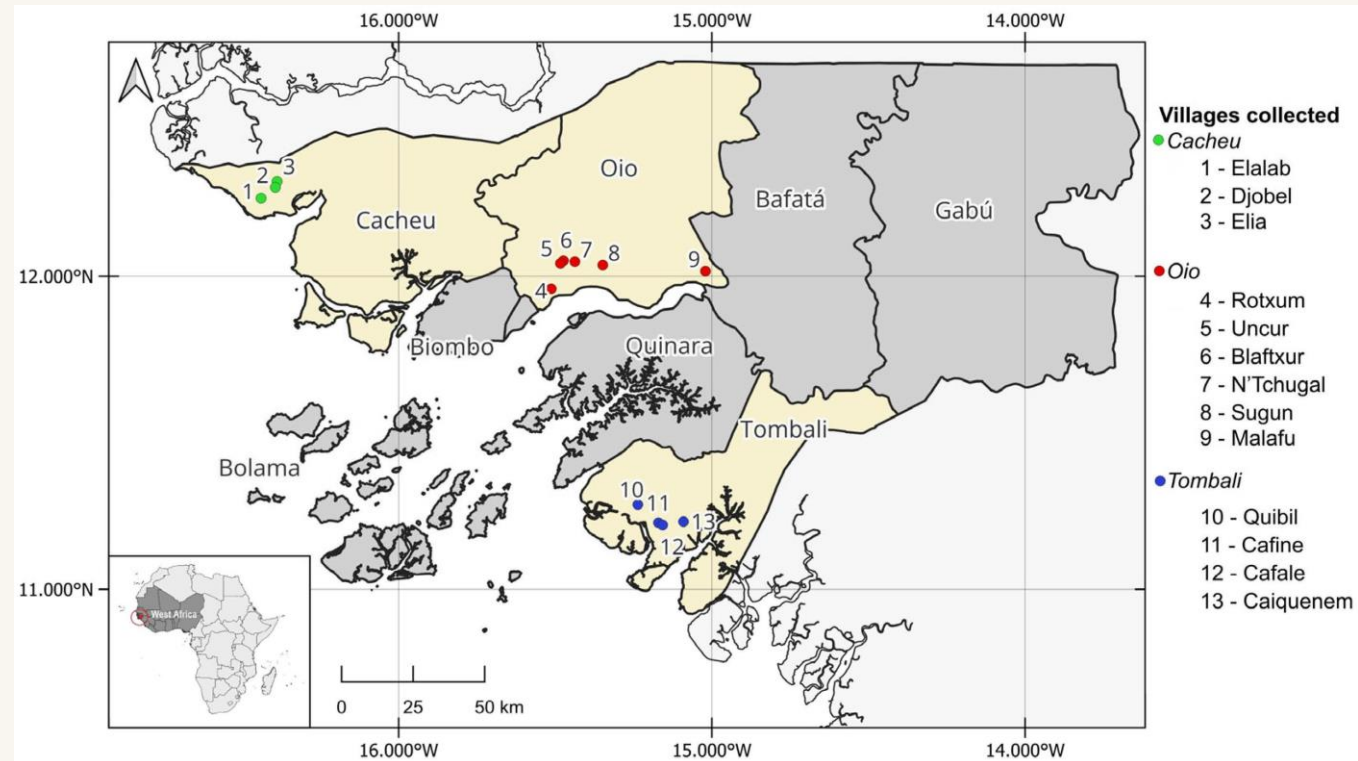 16.000°W 15.000°W 14.000°W
Villages collected
Cacheu
1 - Elalab
2 - Djobel
3 - Elia
Oio
4 - Rotxum
5 - Uncur
6 - Blaftxur
7 - N'Tchugal
8 - Sugun
9 - Malafu
Tombali
10 - Quibil
11 - Cafine
12 - Cafale
13 - Caiquenem
Oio
2 3
1
Bafatá
Gabú
Cacheu
5 6 7 8 9
12.000°N
4
Biombo
Quinara
Tombali
Bolama
10 11
13
12
11.000°N
West Africa
0 25 50 km
16.000°W 15.000°W 14.000°W